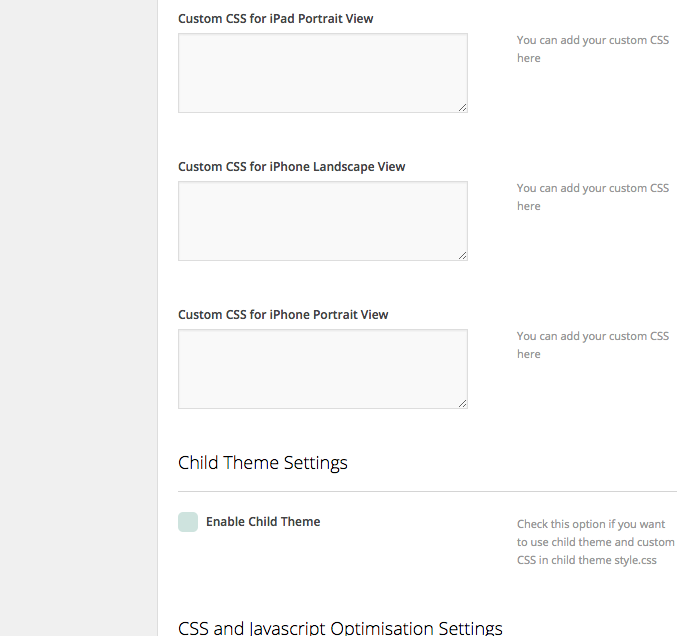 Custom CSS for iPad Portrait View
You can add your custom CSS
here
Custom CSS for iPhone Landscape View
You can add your custom CSS
here
Custom CSS for iPhone Portrait View
You can add your custom CSS
here
Child Theme Settings
Enable Child Theme
Check this option if you want
to use child theme and custom
CSS in child theme style.css
CSS and Javascript Optimisation Settings